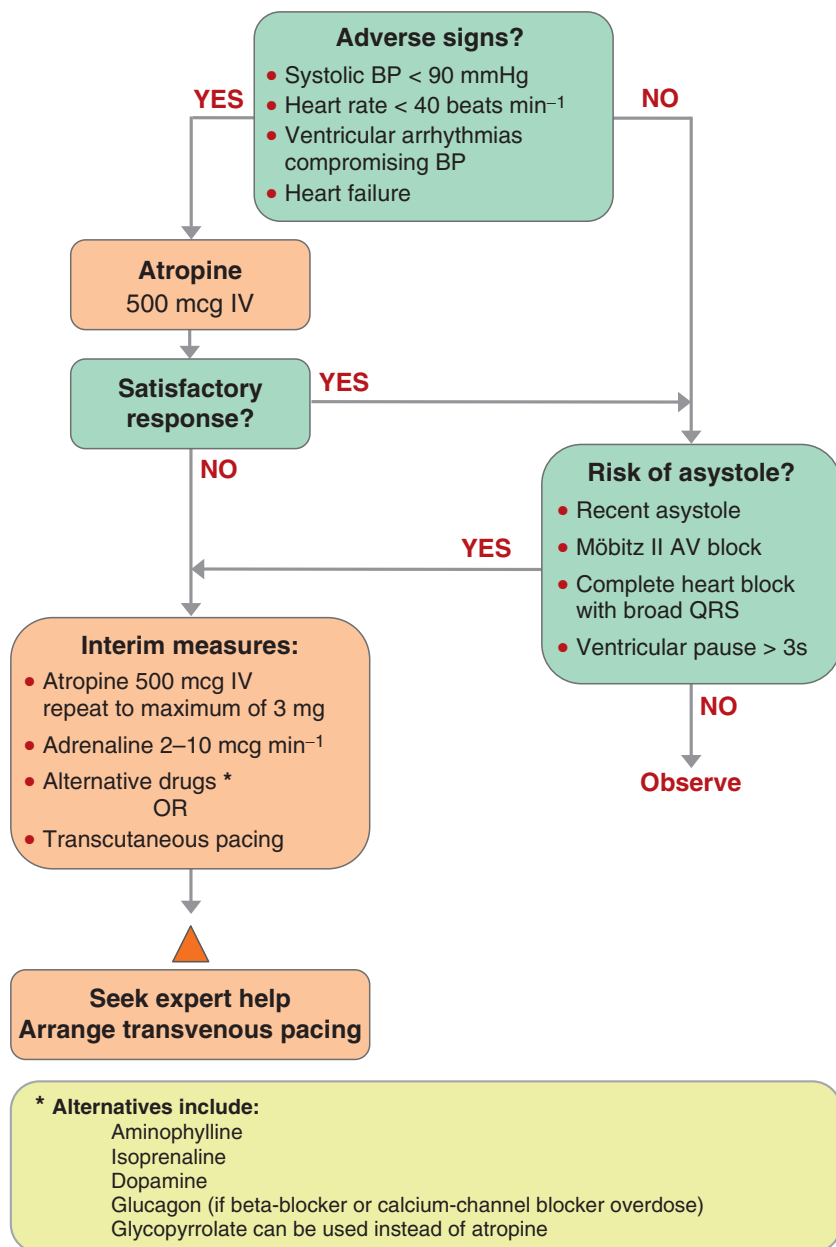 Adverse signs?
• Systolic BP < 90 mmHg
• Heart rate < 40 beats min⁻¹
• Ventricular arrhythmias
compromising BP
• Heart failure
YES
NO
Atropine
500 mcg IV
Satisfactory
response?
YES
NO
Risk of asystole?
• Recent asystole
• Möbitz II AV block
• Complete heart block
with broad QRS
• Ventricular pause > 3s
YES
NO
Observe
Interim measures:
• Atropine 500 mcg IV
repeat to maximum of 3 mg
• Adrenaline 2–10 mcg min⁻¹
• Alternative drugs *
OR
• Transcutaneous pacing
Seek expert help
Arrange transvenous pacing
* Alternatives include:
Aminophylline
Isoprenaline
Dopamine
Glucagon (if beta-blocker or calcium-channel blocker overdose)
Glycopyrrolate can be used instead of atropine